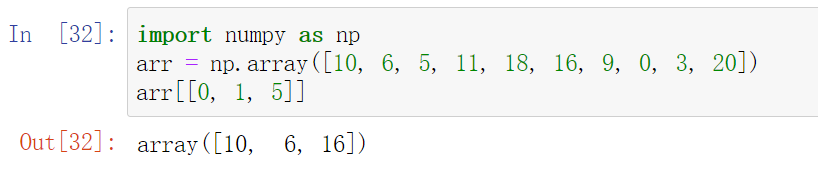 In [32]: import numpy as np
arr = np.array([10, 6, 5, 11, 18, 16, 9, 0, 3, 20])
arr[[0, 1, 5]]
Out[32]: array([10,  6, 16])